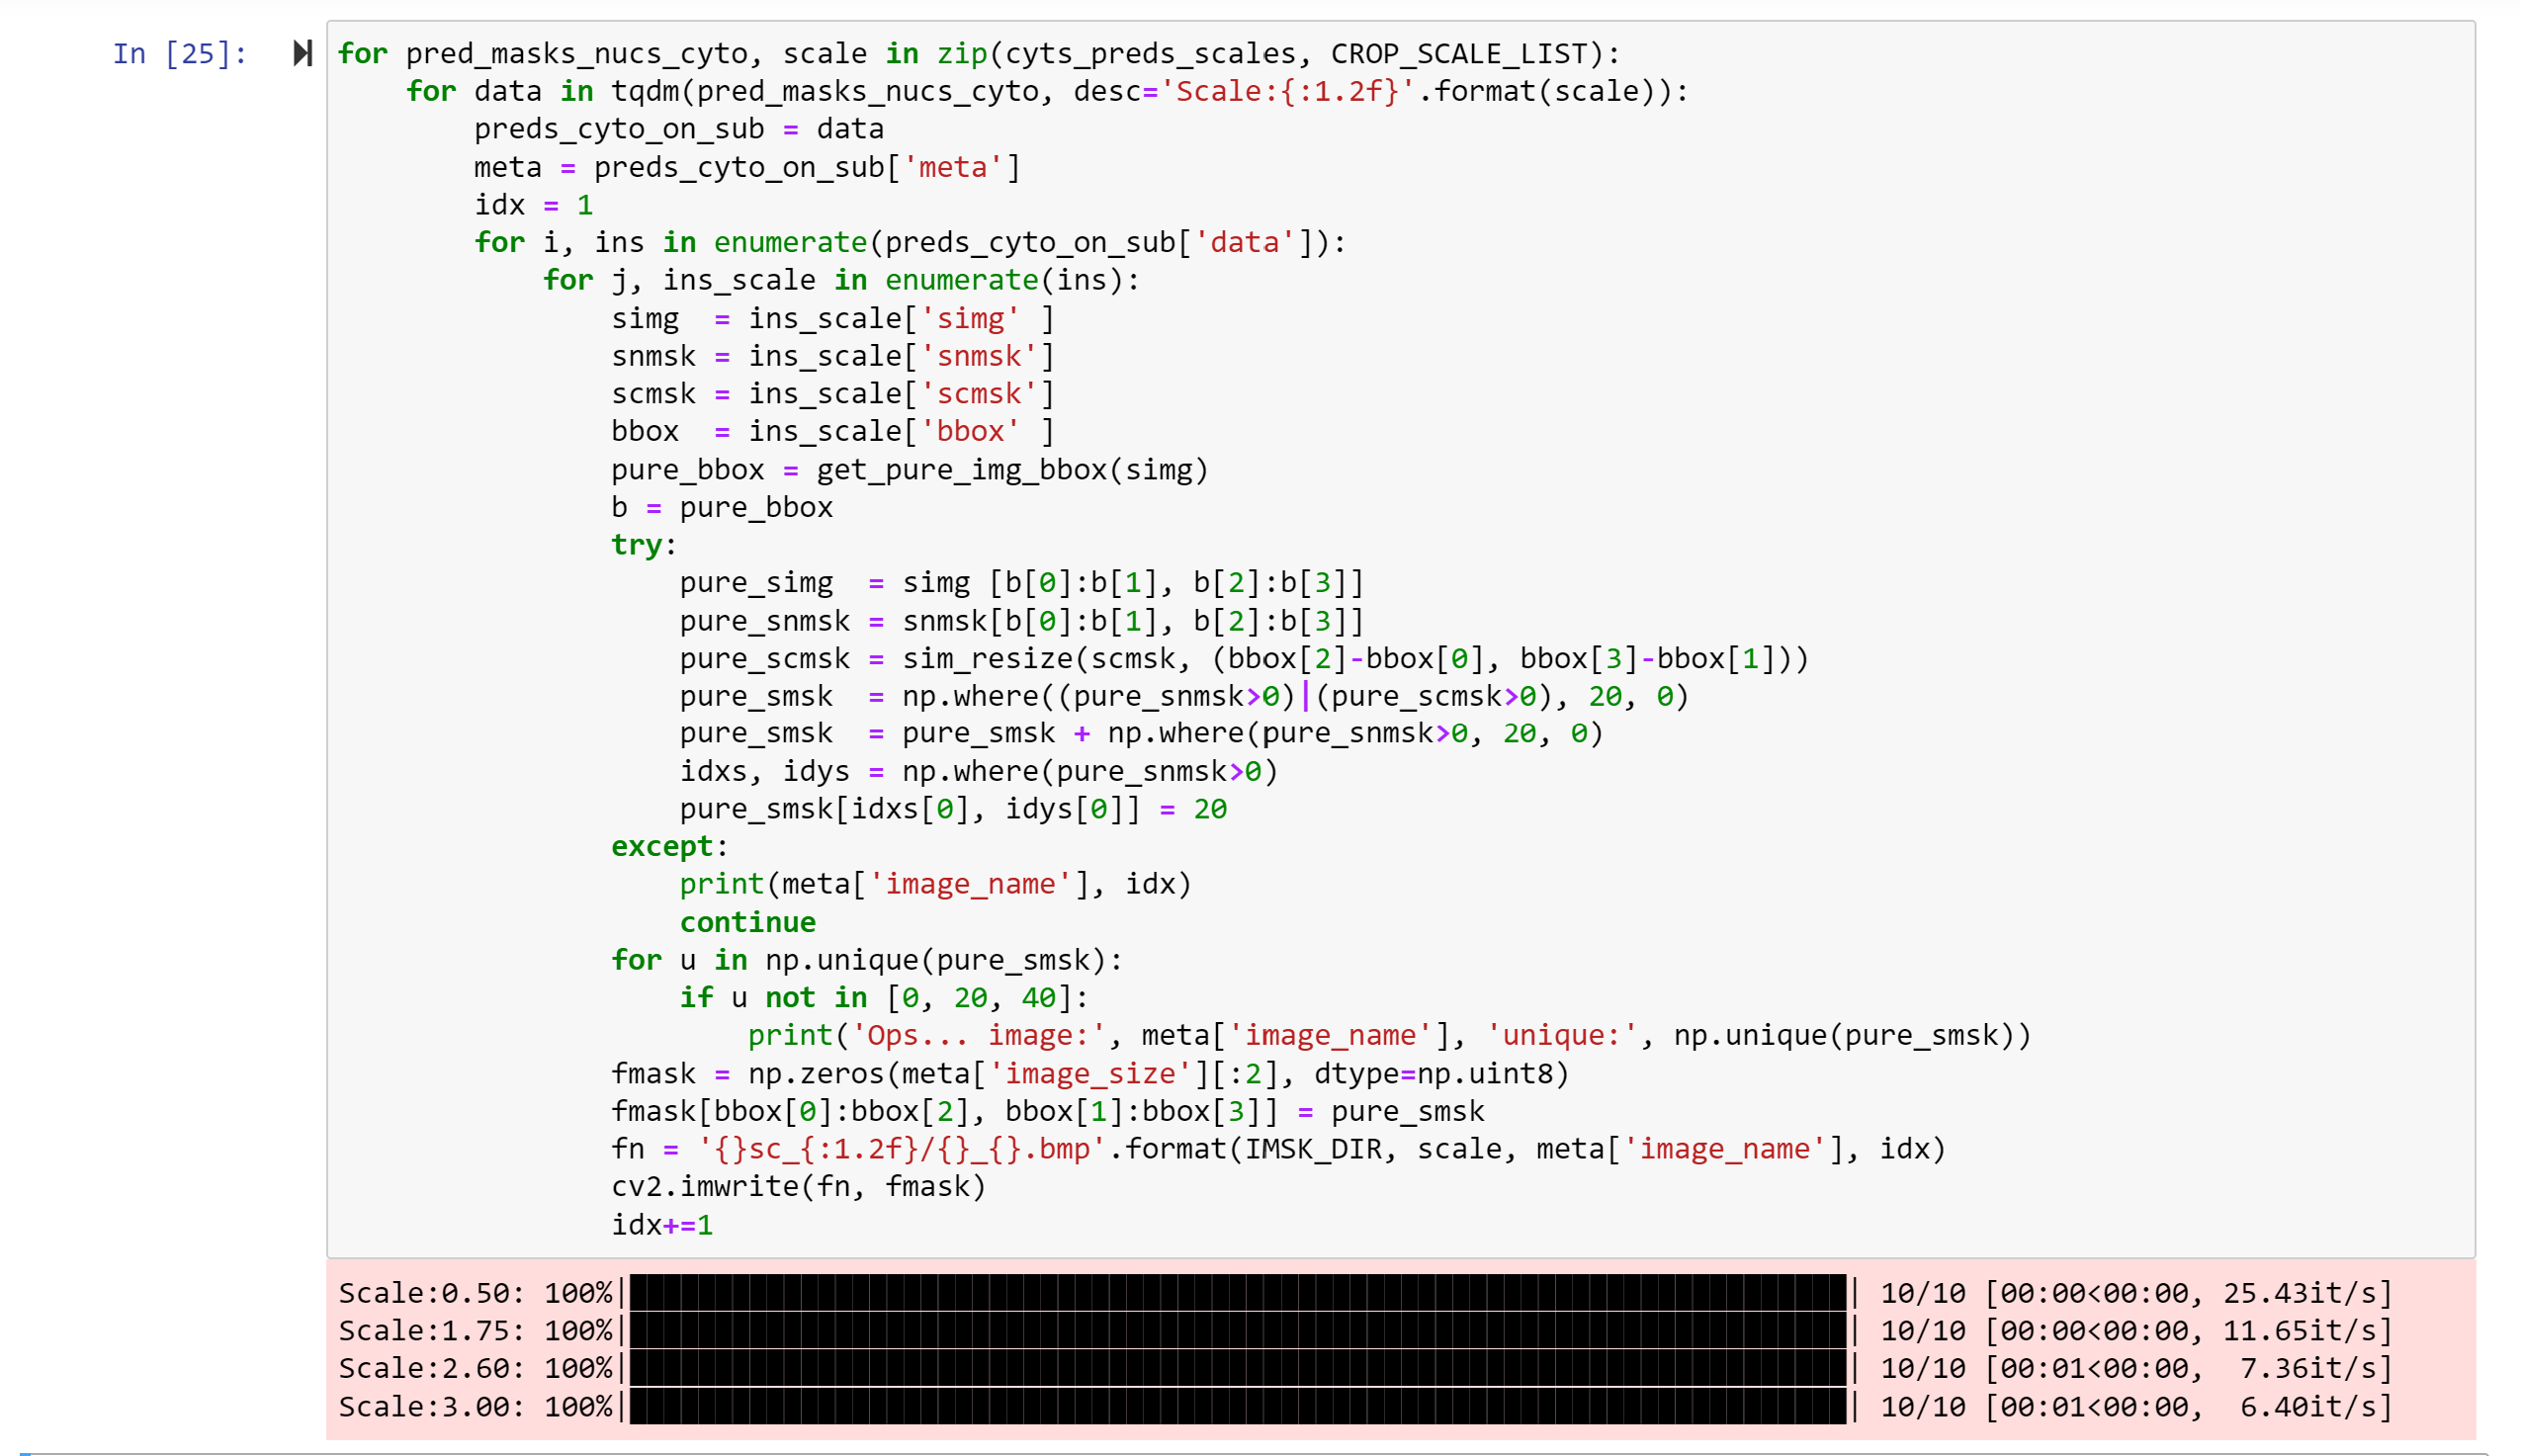 In [25]:
for pred_masks_nucs_cyto, scale in zip(cyts_preds_scales, CROP_SCALE_LIST):
    for data in tqdm(pred_masks_nucs_cyto, desc='Scale:{:1.2f}'.format(scale)):
        preds_cyto_on_sub = data
        meta = preds_cyto_on_sub['meta']
        idx = 1
        for i, ins in enumerate(preds_cyto_on_sub['data']):
            for j, ins_scale in enumerate(ins):
                simg  = ins_scale['simg' ]
                snmsk = ins_scale['snmsk']
                scmsk = ins_scale['scmsk']
                bbox  = ins_scale['bbox' ]
                pure_bbox = get_pure_img_bbox(simg)
                b = pure_bbox
                try:
                    pure_simg  = simg [b[0]:b[1], b[2]:b[3]]
                    pure_snmsk = snmsk[b[0]:b[1], b[2]:b[3]]
                    pure_scmsk = sim_resize(scmsk, (bbox[2]-bbox[0], bbox[3]-bbox[1]))
                    pure_smsk  = np.where((pure_snmsk>0)|(pure_scmsk>0), 20, 0)
                    pure_smsk  = pure_smsk + np.where(pure_snmsk>0, 20, 0)
                    idxs, idys = np.where(pure_snmsk>0)
                    pure_smsk[idxs[0], idys[0]] = 20
                except:
                    print(meta['image_name'], idx)
                    continue
                for u in np.unique(pure_smsk):
                    if u not in [0, 20, 40]:
                        print('Ops... image:', meta['image_name'], 'unique:', np.unique(pure_smsk))
                fmask = np.zeros(meta['image_size'][:2], dtype=np.uint8)
                fmask[bbox[0]:bbox[2], bbox[1]:bbox[3]] = pure_smsk
                fn = '{}sc_{:1.2f}/{}_{}.bmp'.format(IMSK_DIR, scale, meta['image_name'], idx)
                cv2.imwrite(fn, fmask)
                idx+=1
Scale:0.50: 100%|██████████| 10/10 [00:00<00:00, 25.43it/s]
Scale:1.75: 100%|██████████| 10/10 [00:00<00:00, 11.65it/s]
Scale:2.60: 100%|██████████| 10/10 [00:01<00:00,  7.36it/s]
Scale:3.00: 100%|██████████| 10/10 [00:01<00:00,  6.40it/s]